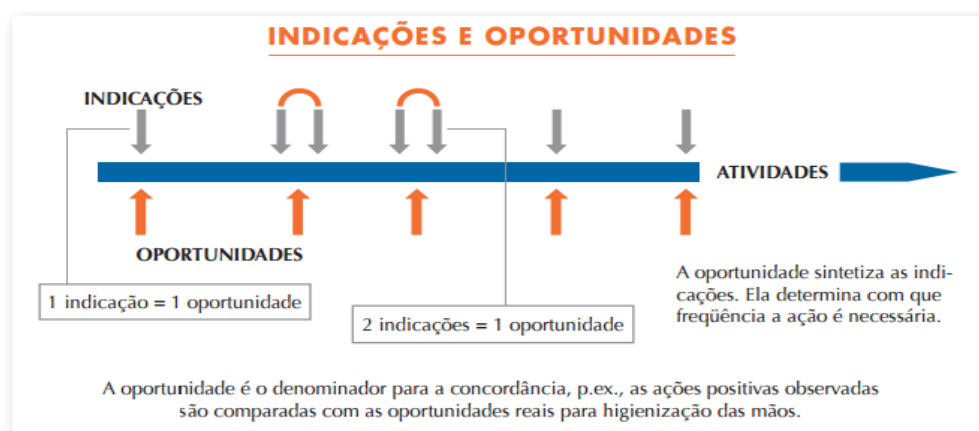 INDICAÇÕES E OPORTUNIDADES
INDICAÇÕES
ATIVIDADES
OPORTUNIDADES
1 indicação = 1 oportunidade
2 indicações = 1 oportunidade
A oportunidade sintetiza as indi-
cações. Ela determina com que
freqüência a ação é necessária.
A oportunidade é o denominador para a concordância, p.ex., as ações positivas observadas
são comparadas com as oportunidades reais para higienização das mãos.